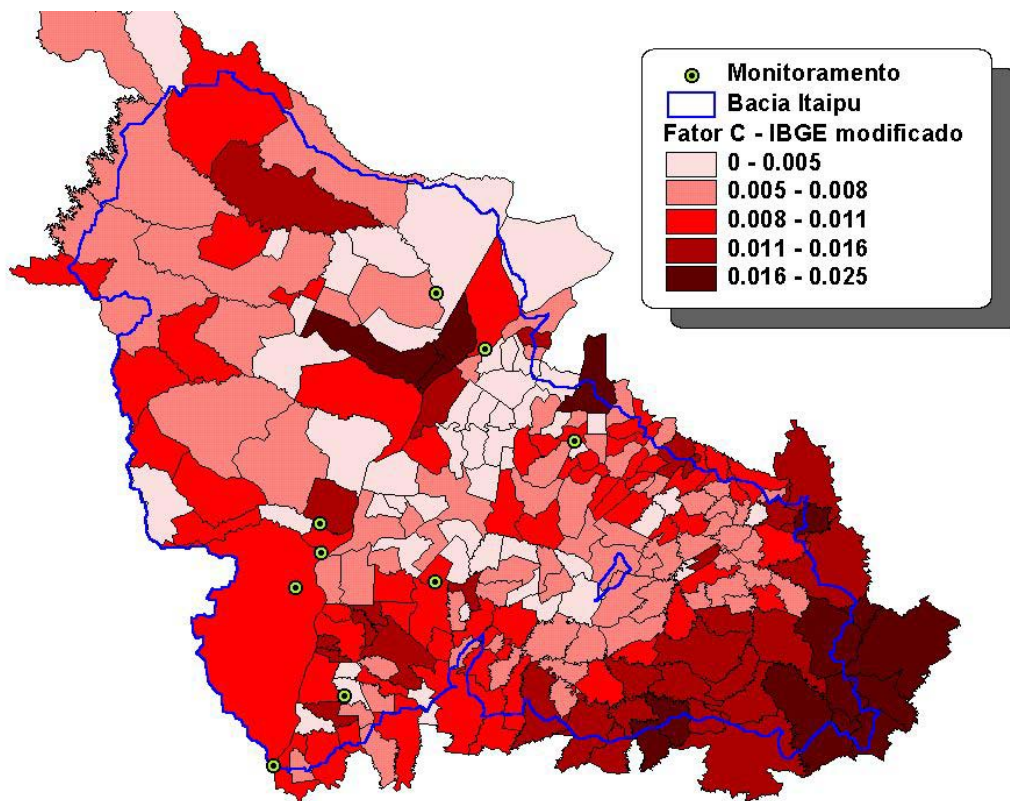 Monitoramento
Bacia Itaipu
Fator C - IBGE modificado
0 - 0.005
0.005 - 0.008
0.008 - 0.011
0.011 - 0.016
0.016 - 0.025